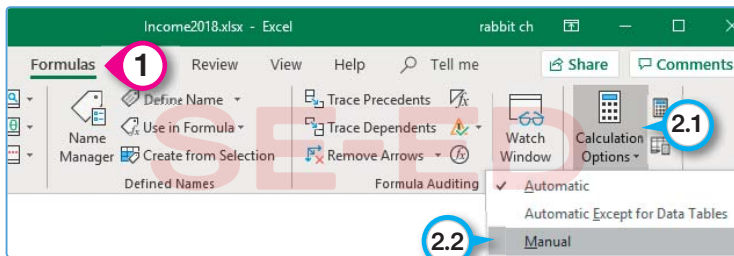 Income2018.xlsx - Excel rabbit ch
Formulas 1 Review View Help Tell me Share Comments
Define Name Trace Precedents
Name Manager Use in Formula Trace Dependents Watch Window Calculation Options 2.1
Create from Selection Remove Arrows
Defined Names Formula Auditing
✓ Automatic
Automatic Except for Data Tables
2.2 Manual
SE-ED